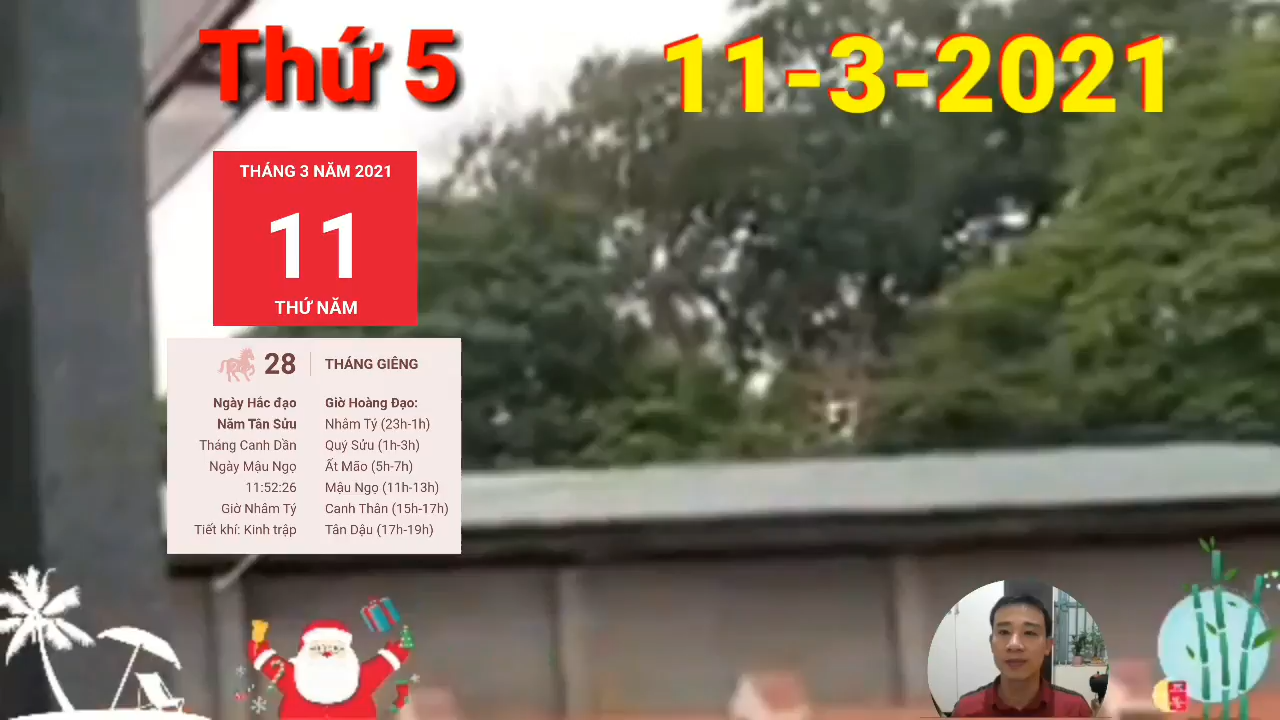 Thứ 5
11-3-2021
THÁNG 3 NĂM 2021
11
THỨ NĂM
28
THÁNG GIÊNG
Ngày Hắc đạo
Giờ Hoàng Đạo:
Năm Tân Sửu
Nhâm Tý (23h-1h)
Tháng Canh Dần
Quý Sửu (1h-3h)
Ngày Mậu Ngọ
Ất Mão (5h-7h)
11:52:26
Mậu Ngọ (11h-13h)
Giờ Nhâm Tý
Canh Thân (15h-17h)
Tiết khí: Kinh trập
Tân Dậu (17h-19h)